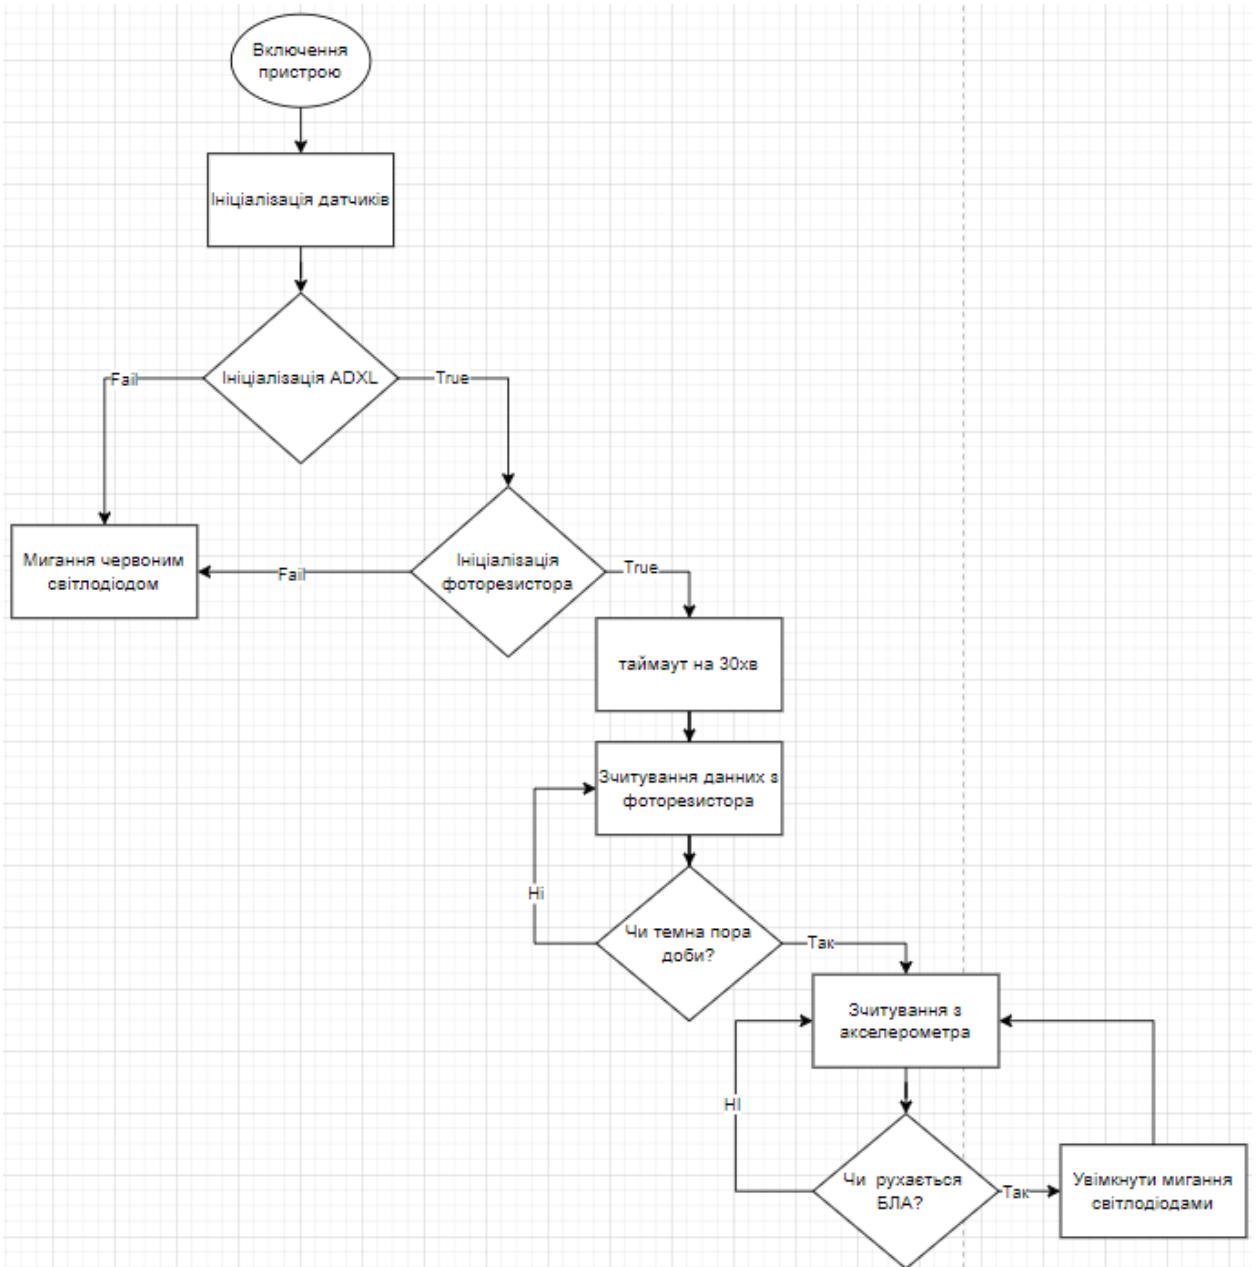 Включення
пристрою
Ініціалізація датчиків
Ініціалізація ADXL
Fail
True
Мигання червоним
світлодіодом
Ініціалізація
фоторезистора
Fail
True
таймаут на 30хв
Зчитування данних з
фоторезистора
Ні
Чи темна пора
доби?
Так
Зчитування з
акселерометра
НІ
Чи рухається
БЛА?
Так
Увімкнути мигання
світлодіодами